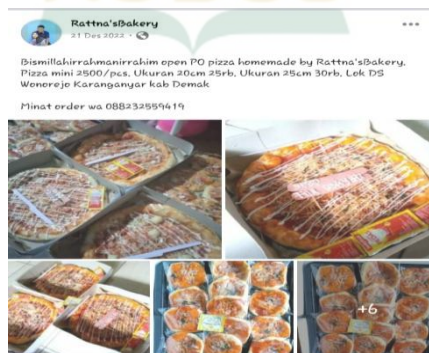 Rattna'sBakery
21 Des 2022
Bismillahirrahmanirrahim open PO pizza homemade by Rattna'sBakery,
Pizza mini 2500/pcs, Ukuran 20cm 25rb, Ukuran 25cm 30rb, Lok DS
Wonorejo Karanganyar kab Demak
Minat order wa 088232559419
+6